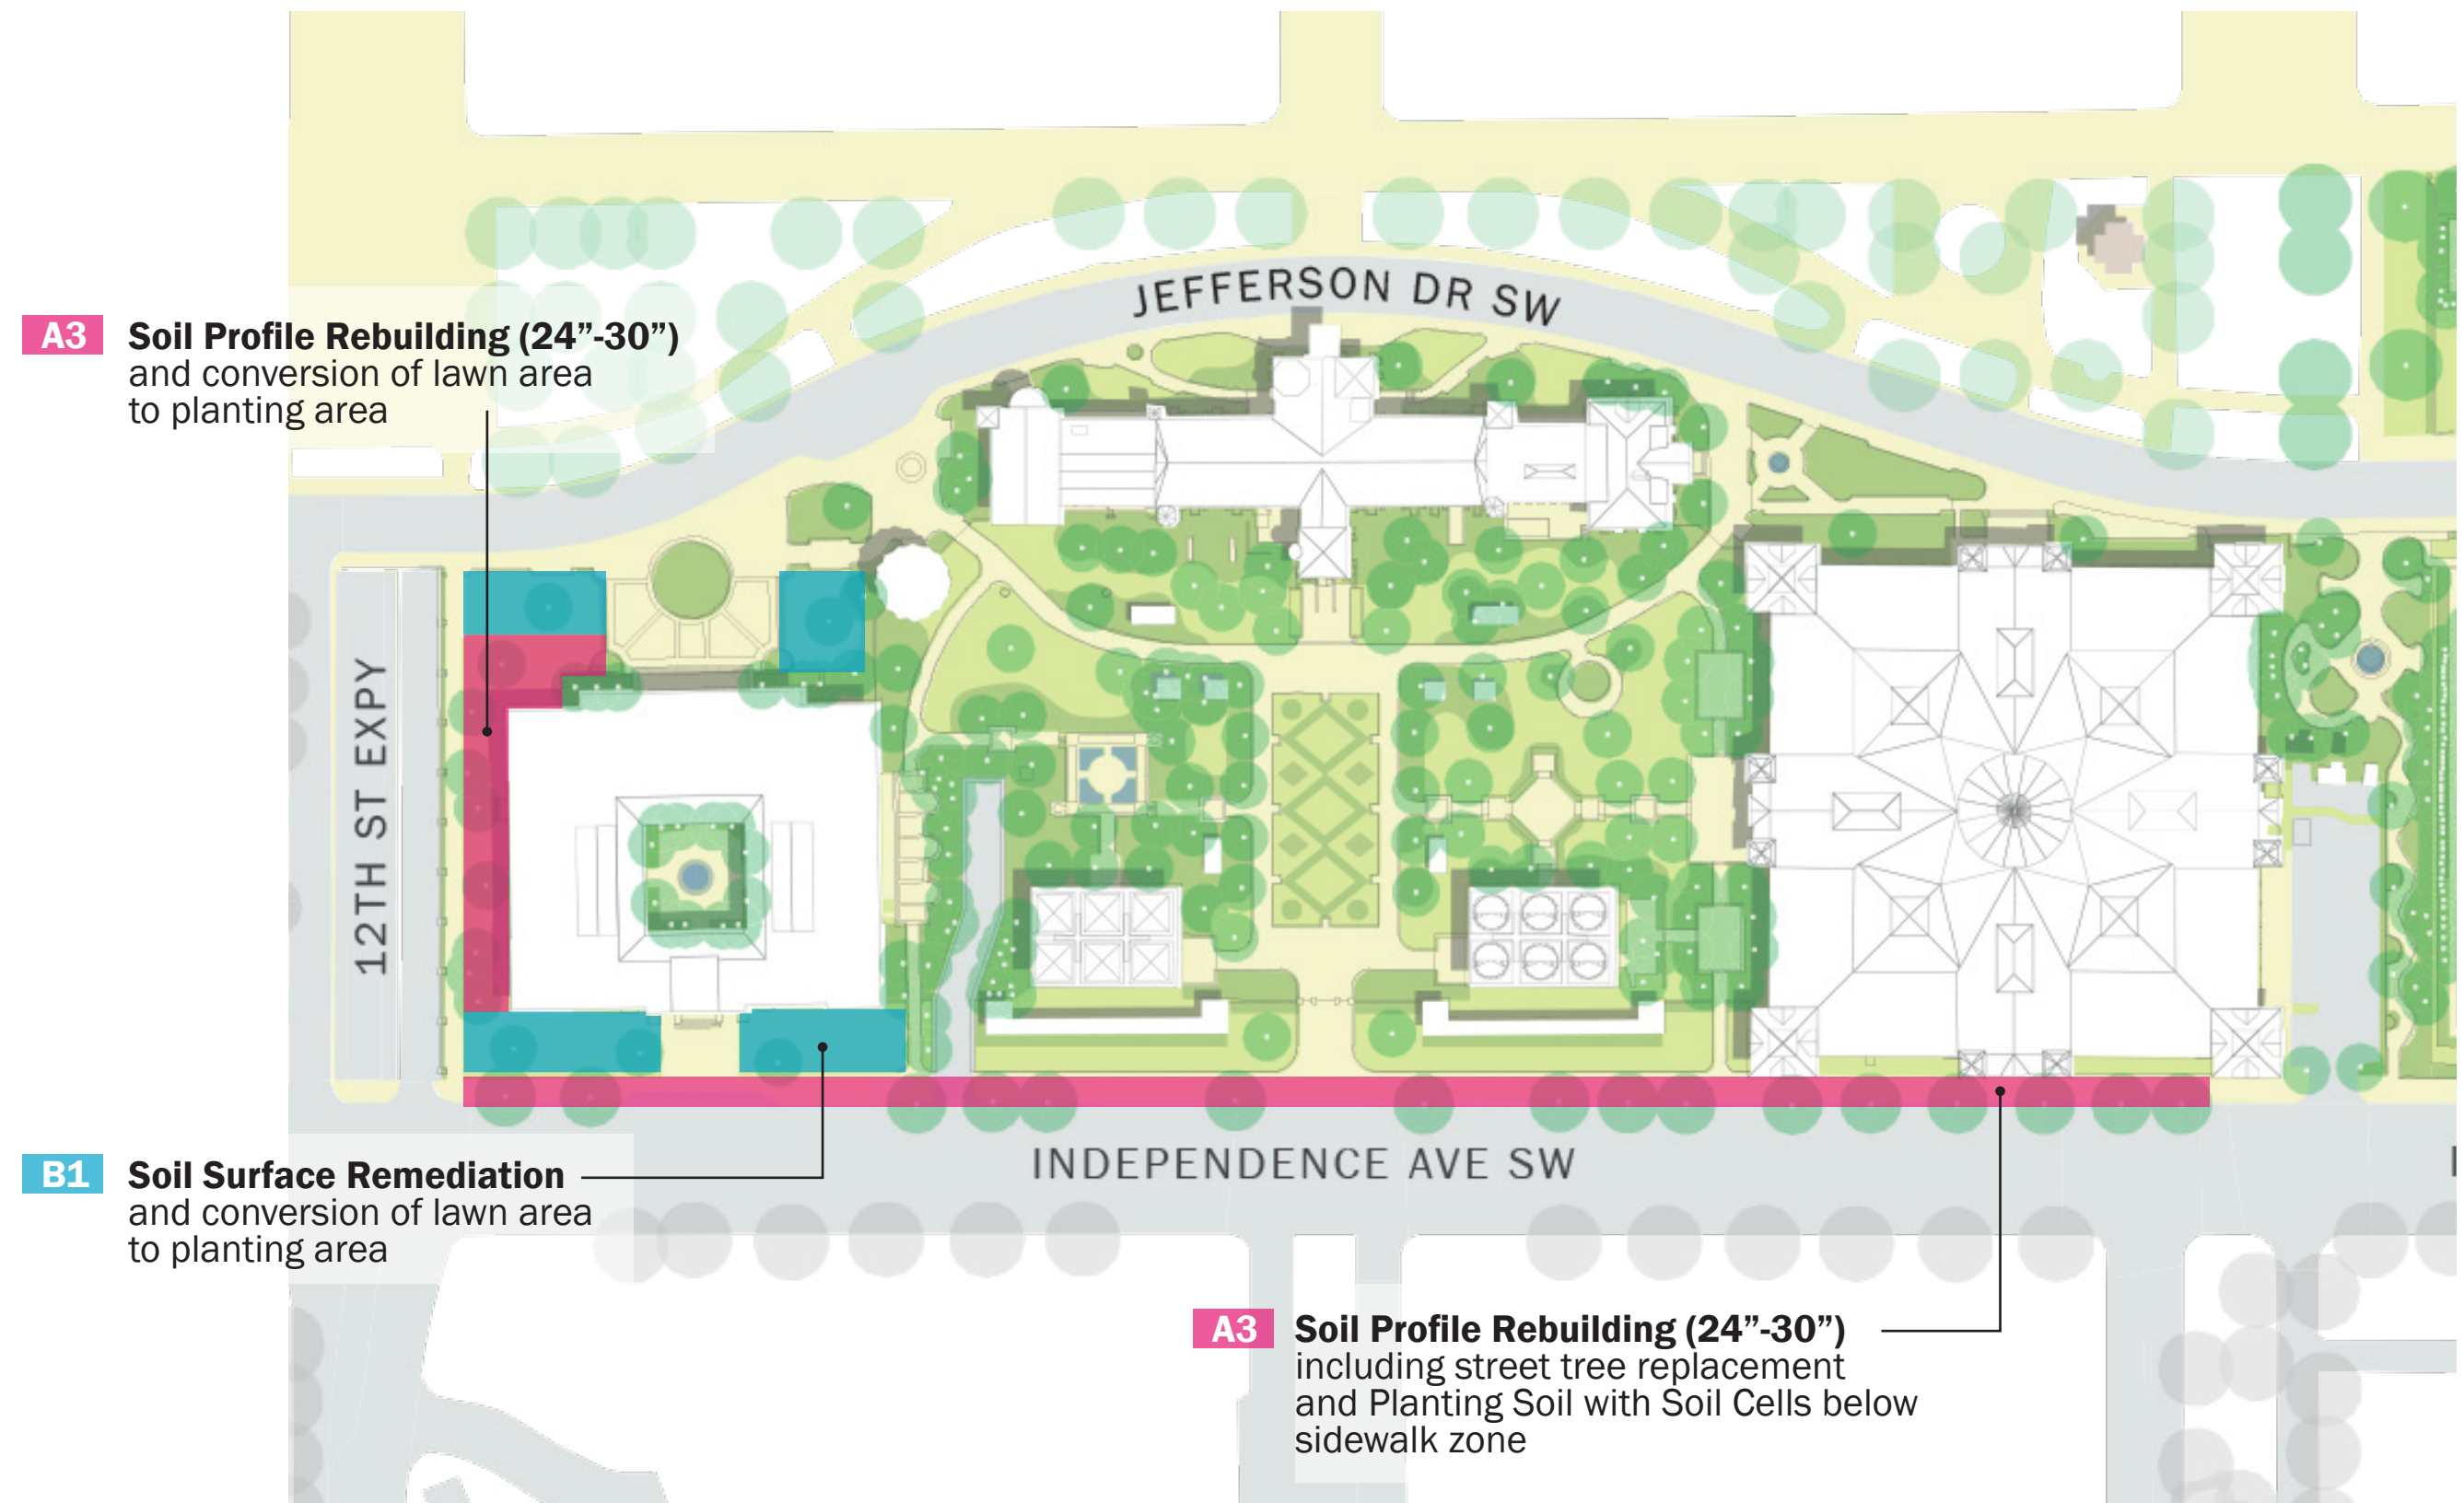 JEFFERSON DR SW
A3 Soil Profile Rebuilding (24”-30”)
and conversion of lawn area
to planting area
12TH ST EXPY
INDEPENDENCE AVE SW
B1 Soil Surface Remediation
and conversion of lawn area
to planting area
A3 Soil Profile Rebuilding (24”-30”)
including street tree replacement
and Planting Soil with Soil Cells below
sidewalk zone